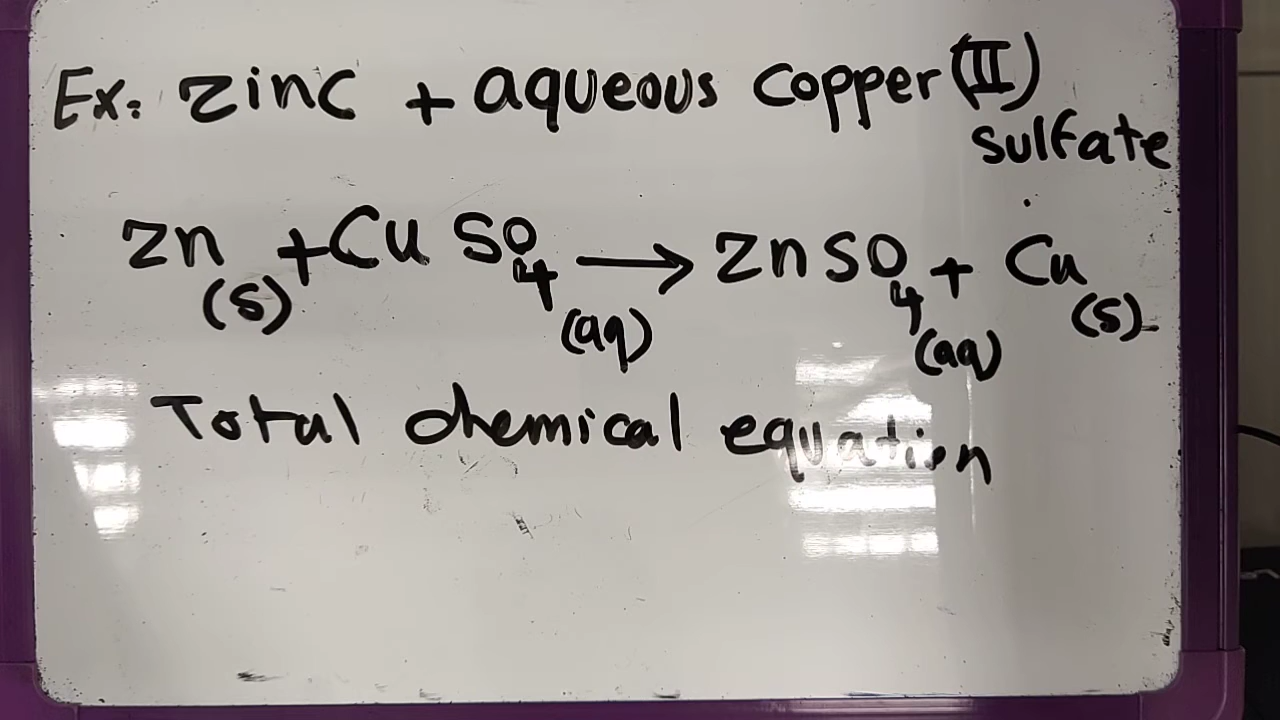 Ex: Zinc + aqueous copper (II)
sulfate
Zn(s) + CuSO4(aq) → ZnSO4(aq) + Cu(s)
Total chemical equation